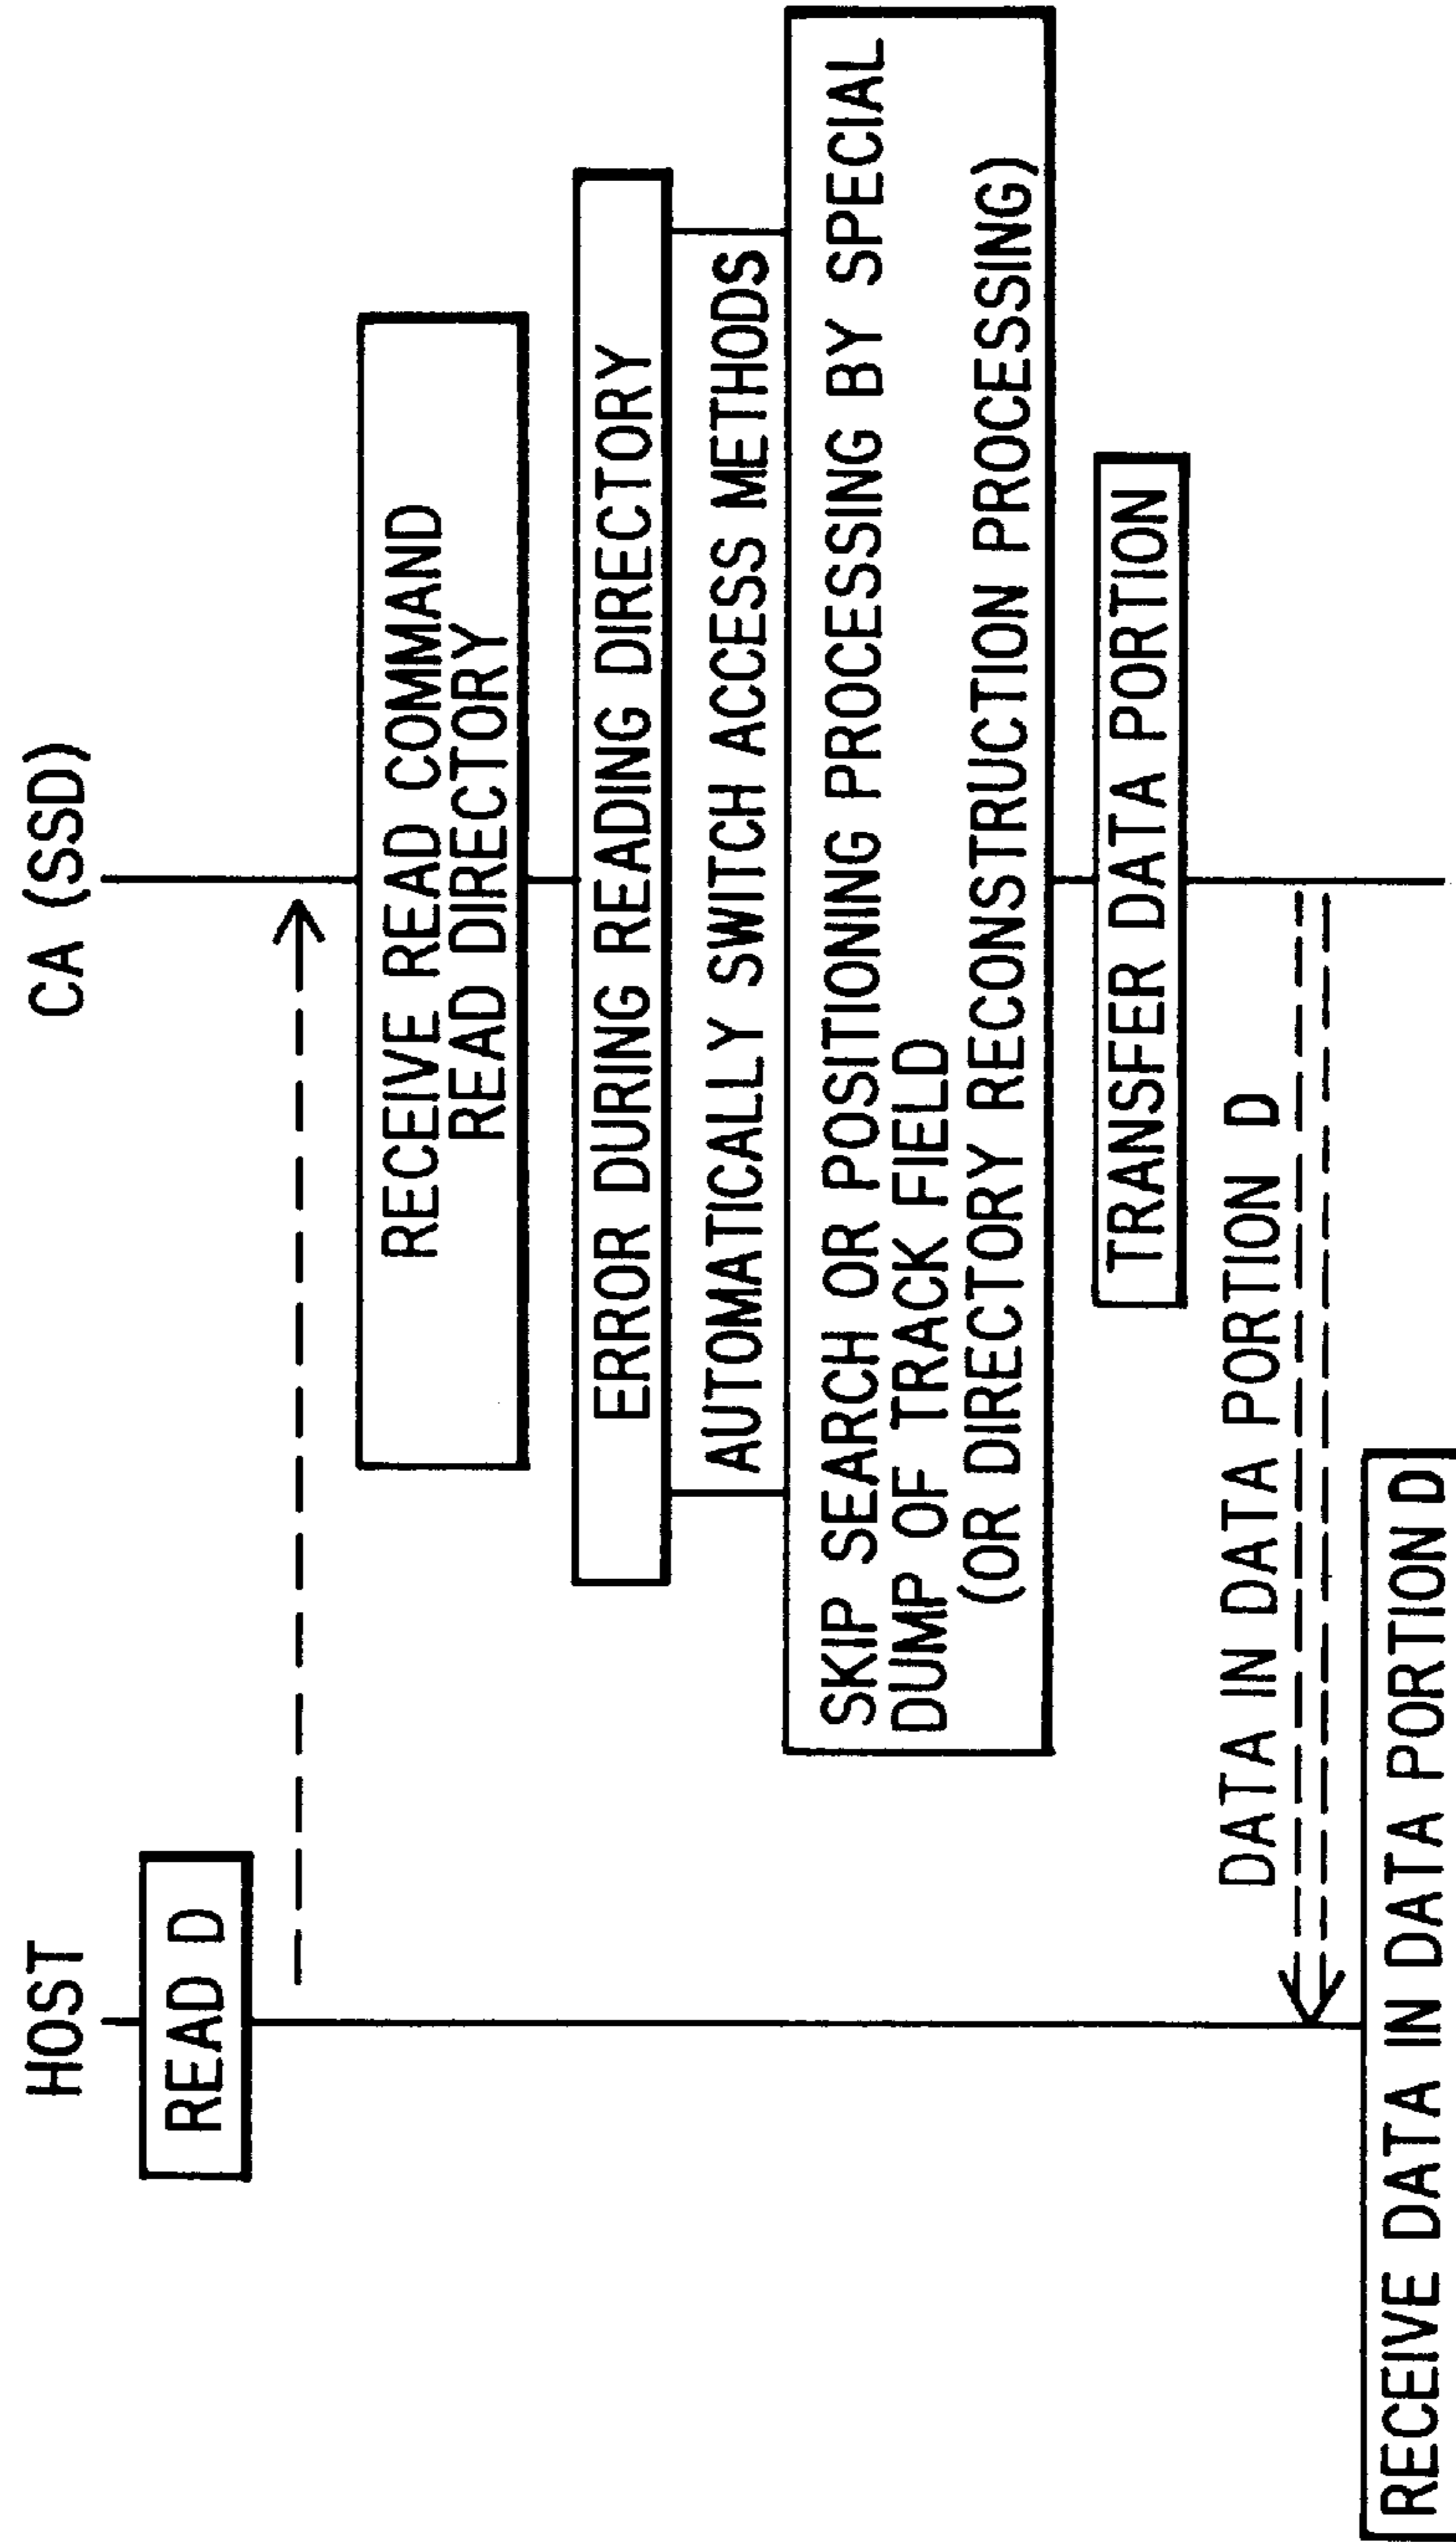 HOST
CA (SSD)
READ D
RECEIVE READ COMMAND
READ DIRECTORY
ERROR DURING READING DIRECTORY
AUTOMATICALLY SWITCH ACCESS METHODS
SKIP SEARCH OR POSITIONING PROCESSING BY SPECIAL
DUMP OF TRACK FIELD
(OR DIRECTORY RECONSTRUCTION PROCESSING)
TRANSFER DATA PORTION
DATA IN DATA PORTION D
RECEIVE DATA IN DATA PORTION D